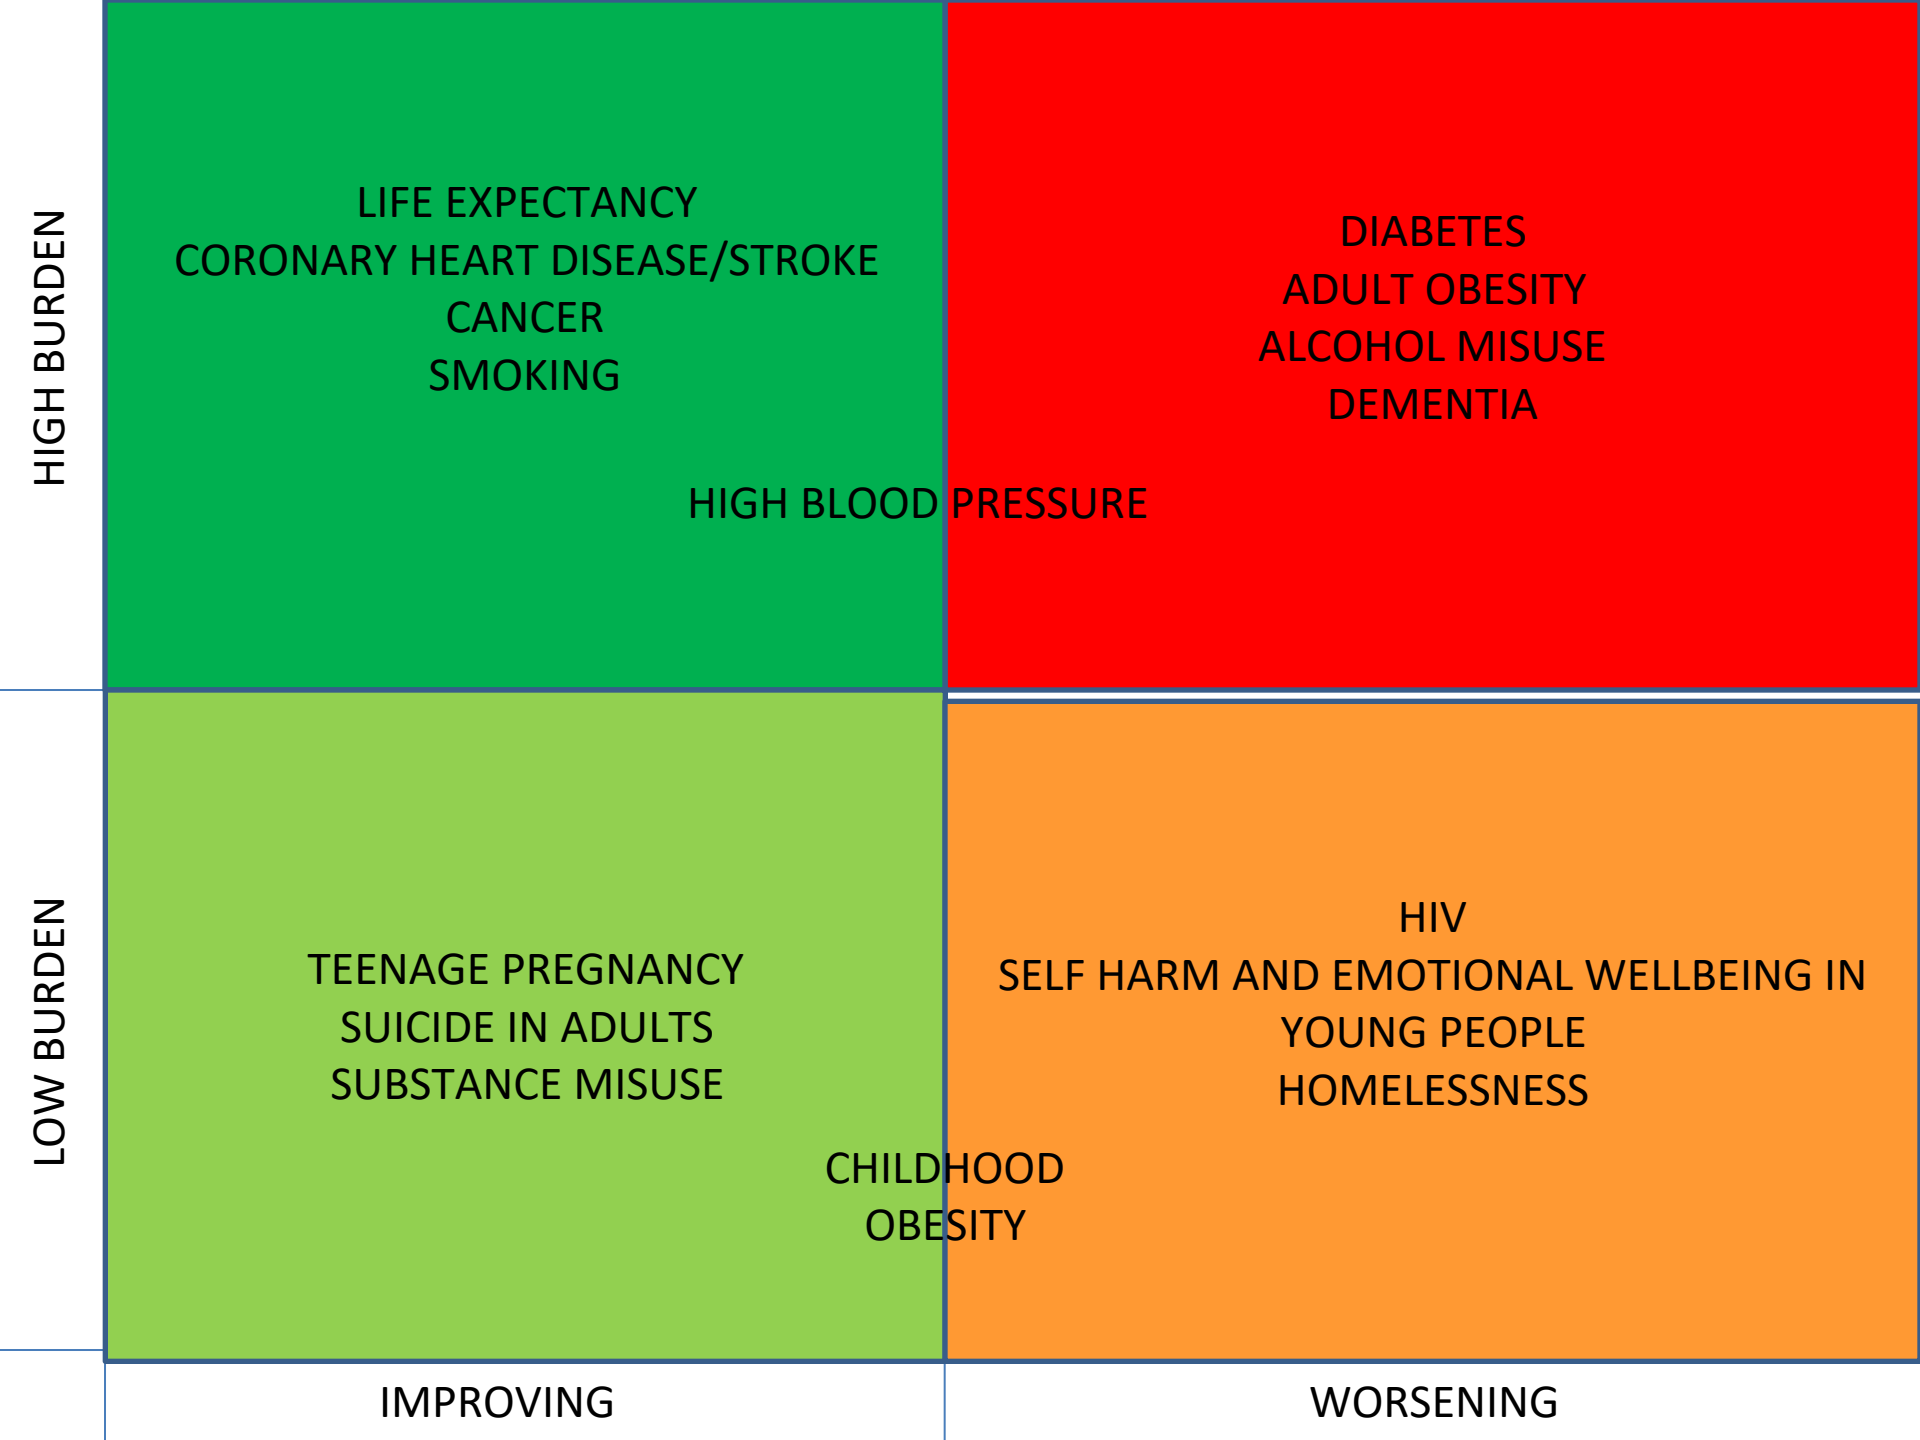 HIGH BURDEN
LIFE EXPECTANCY
CORONARY HEART DISEASE/STROKE
CANCER
SMOKING
DIABETES
ADULT OBESITY
ALCOHOL MISUSE
DEMENTIA
HIGH BLOOD PRESSURE
LOW BURDEN
TEENAGE PREGNANCY
SUICIDE IN ADULTS
SUBSTANCE MISUSE
HIV
SELF HARM AND EMOTIONAL WELLBEING IN
YOUNG PEOPLE
HOMELESSNESS
CHILDHOOD
OBESITY
IMPROVING
WORSENING